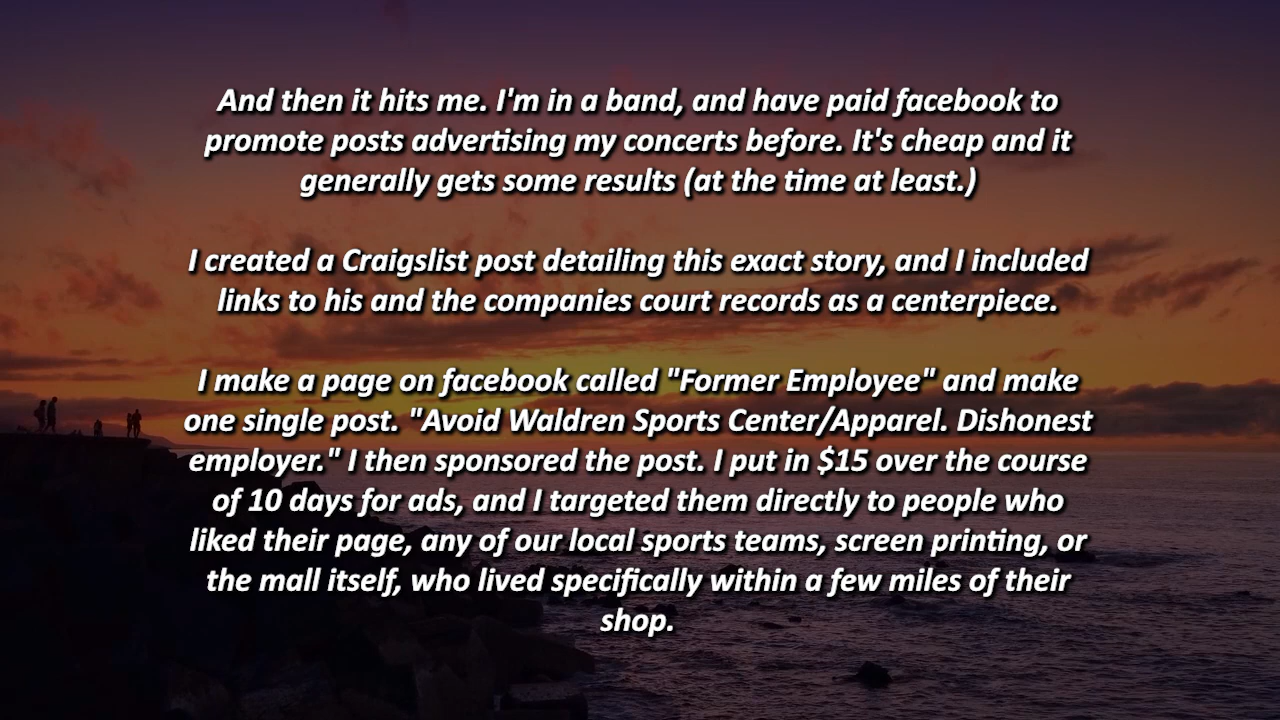 And then it hits me. I'm in a band, and have paid facebook to
promote posts advertising my concerts before. It's cheap and it
generally gets some results (at the time at least.)
I created a Craigslist post detailing this exact story, and I included
links to his and the companies court records as a centerpiece.
I make a page on facebook called "Former Employee" and make
one single post. "Avoid Waldren Sports Center/Apparel. Dishonest
employer." I then sponsored the post. I put in $15 over the course
of 10 days for ads, and I targeted them directly to people who
liked their page, any of our local sports teams, screen printing, or
the mall itself, who lived specifically within a few miles of their
shop.